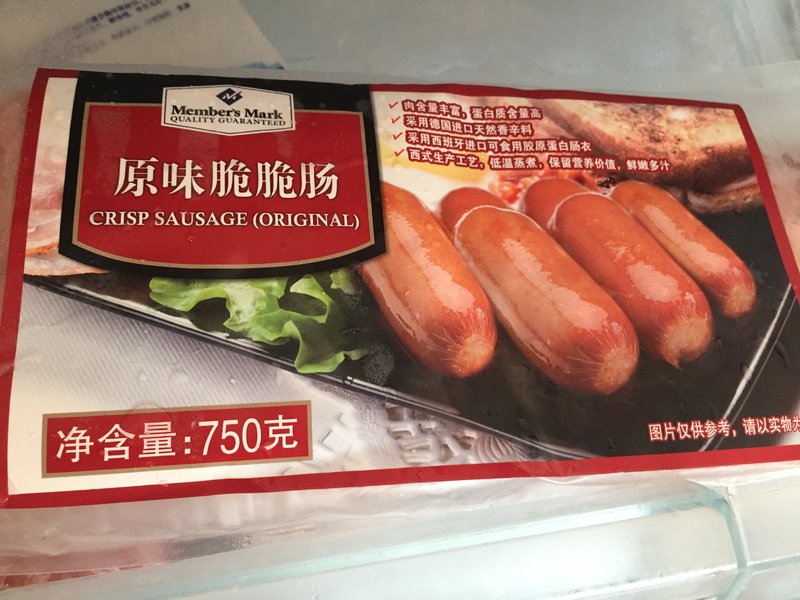 Member's Mark
QUALITY GUARANTEED
原味脆脆肠
CRISP SAUSAGE (ORIGINAL)
✓ 肉含量丰富，蛋白质含量高
✓ 采用德国进口天然香辛料
✓ 采用西班牙进口可食用胶原蛋白肠衣
✓ 西式生产工艺，低温蒸煮，保留营养价值，鲜嫩多汁
净含量：750克
图片仅供参考，请以实物为